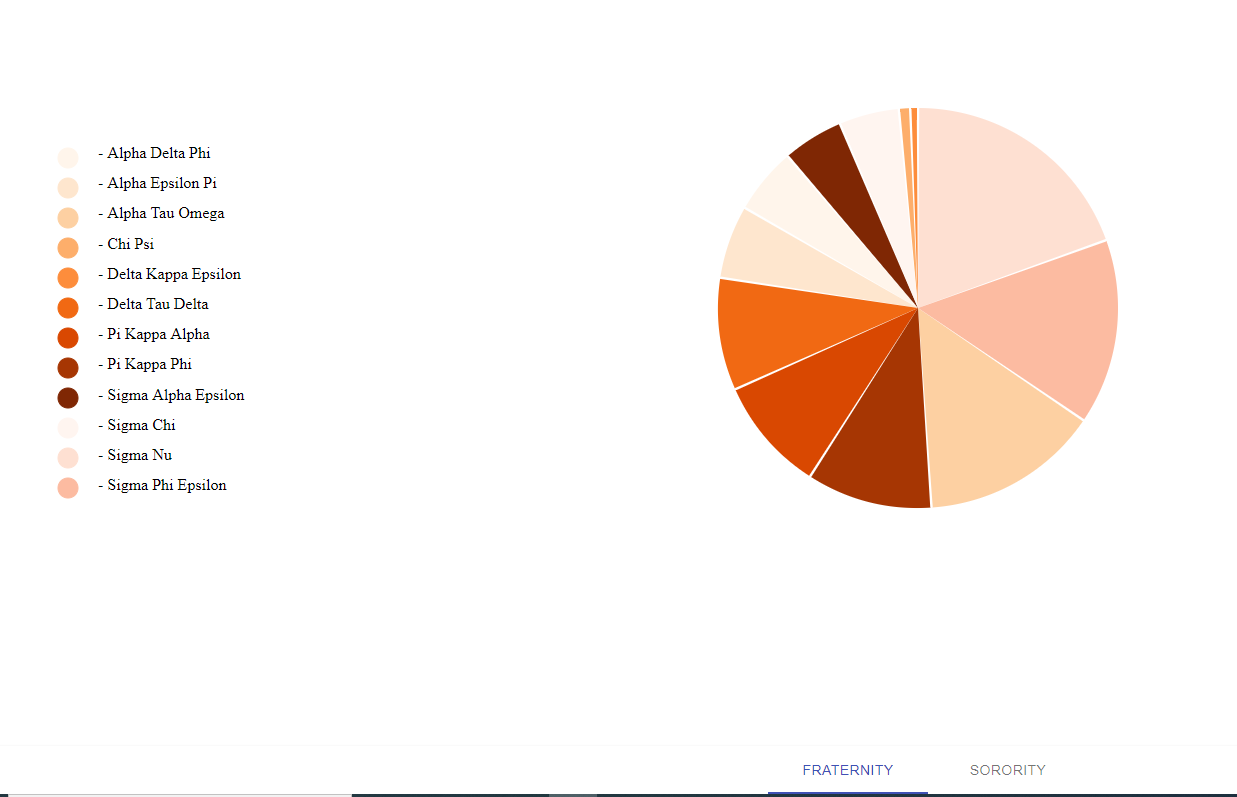 - Alpha Delta Phi
- Alpha Epsilon Pi
- Alpha Tau Omega
- Chi Psi
- Delta Kappa Epsilon
- Delta Tau Delta
- Pi Kappa Alpha
- Pi Kappa Phi
- Sigma Alpha Epsilon
- Sigma Chi
- Sigma Nu
- Sigma Phi Epsilon
FRATERNITY SORORITY